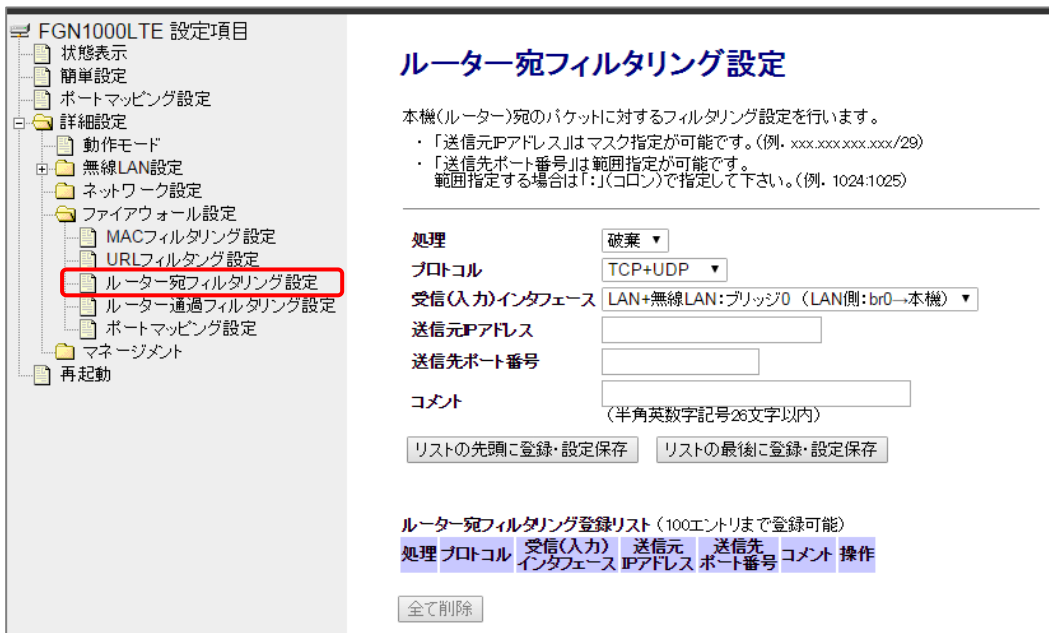 FGN1000LTE 設定項目
状態表示
簡単設定
ポートマッピング設定
詳細設定
動作モード
無線LAN設定
ネットワーク設定
ファイアウォール設定
MACフィルタリング設定
URLフィルタング設定
ルーター宛フィルタリング設定
ルーター通過フィルタリング設定
ポートマッピング設定
マネージメント
再起動
ルーター宛フィルタリング設定
本機(ルーター)宛のパケットに対するフィルタリング設定を行います。
・「送信元IPアドレス」はマスク指定が可能です。(例. xxx.xxx.xxx.xxx/29)
・「送信先ポート番号」は範囲指定が可能です。
範囲指定する場合は「:」(コロン)で指定して下さい。(例. 1024:1025)
処理 破棄 ▼
プロトコル TCP+UDP ▼
受信(入力)インタフェース LAN+無線LAN:ブリッジ0 (LAN側:br0→本機) ▼
送信元IPアドレス
送信先ポート番号
コメント
(半角英数字記号26文字以内)
リストの先頭に登録・設定保存 リストの最後に登録・設定保存
ルーター宛フィルタリング登録リスト (100エントリまで登録可能)
処理 プロトコル 受信(入力)インタフェース 送信元IPアドレス 送信先ポート番号 コメント 操作
全て削除